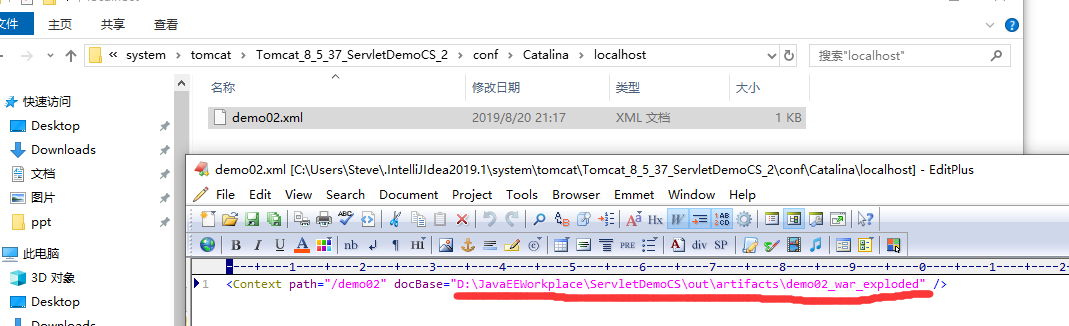 localhost
文件 主页 共享 查看
« system › tomcat › Tomcat_8_5_37_ServletDemoCS_2 › conf › Catalina › localhost
搜索"localhost"
名称 修改日期 类型 大小
快速访问
demo02.xml 2019/8/20 21:17 XML 文档 1 KB
Desktop
Downloads
文档
图片
ppt
此电脑
3D 对象
Desktop
Downloads
demo02.xml [C:\Users\Steve\.IntelliJIdea2019.1\system\tomcat\Tomcat_8_5_37_ServletDemoCS_2\conf\Catalina\localhost] - EditPlus
File Edit View Search Document Project Tools Browser Emmet Window Help
B I U A nb ↵ ¶ HI A div SP
----+----1----+----2----+----3----+----4----+----5----+----6----+----7----+----8----+----9----+----0----+----1----+----2
1 <Context path="/demo02" docBase="D:\JavaEEWorkplace\ServletDemoCS\out\artifacts\demo02_war_exploded" />